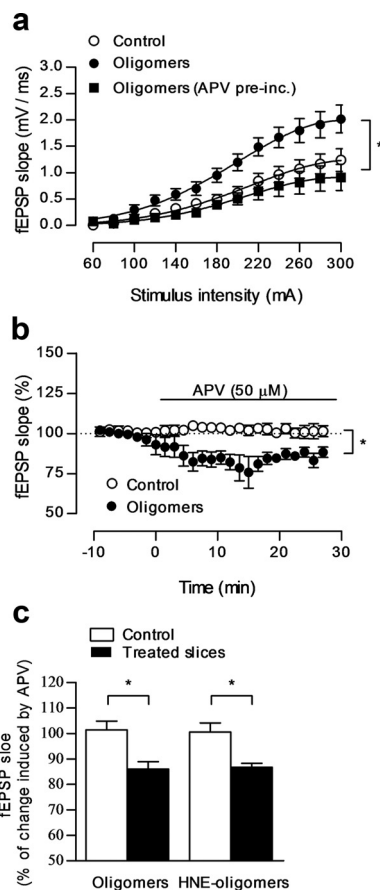 a
Control
Oligomers
Oligomers (APV pre-inc.)
fEPSP slope (mV / ms)
2.5
2.0
1.5
1.0
0.5
0.0
*
60 100 140 180 220 260 300
Stimulus intensity (mA)
b
fEPSP slope (%)
150
125
100
75
50
APV (50 μM)
*
Control
Oligomers
-10 0 10 20 30
Time (min)
c
Control
Treated slices
fEPSP sloe
(% of change induced by APV)
120
110
100
90
80
70
60
50
* *
Oligomers HNE-oligomers